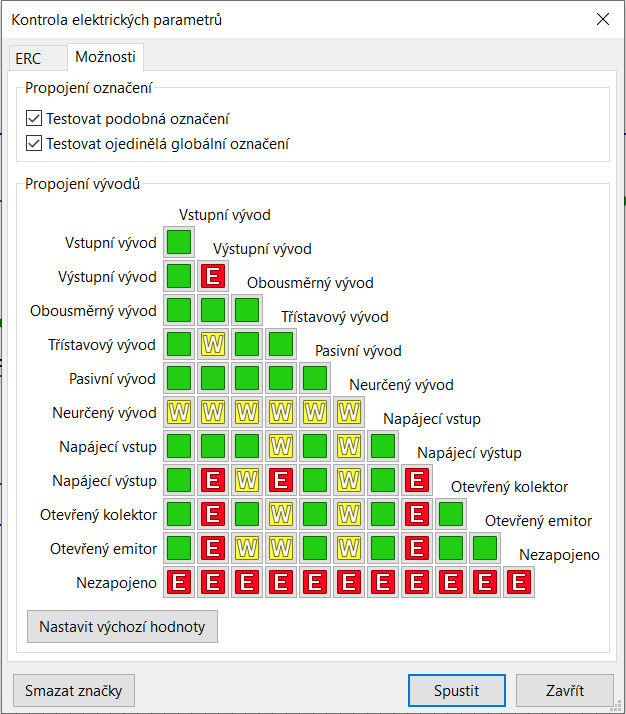 Kontrola elektrických parametrů
ERC
Možnosti
Propojení označení
Testovat podobná označení
Testovat ojedinělá globální označení
Propojení vývodů
Vstupní vývod
Vstupní vývod
Výstupní vývod
Výstupní vývod E
Obousměrný vývod
Obousměrný vývod
Třístavový vývod
Třístavový vývod W
Pasivní vývod
Pasivní vývod
Neurčený vývod
Neurčený vývod W W W W W W
Napájecí vstup
Napájecí vstup W W
Napájecí výstup
Napájecí výstup E W E W E
Otevřený kolektor
Otevřený kolektor E W W E
Otevřený emitor
Otevřený emitor E W W W E
Nezapojeno
Nezapojeno E E E E E E E E E E E
Nastavit výchozí hodnoty
Smazat značky
Spustit
Zavřít